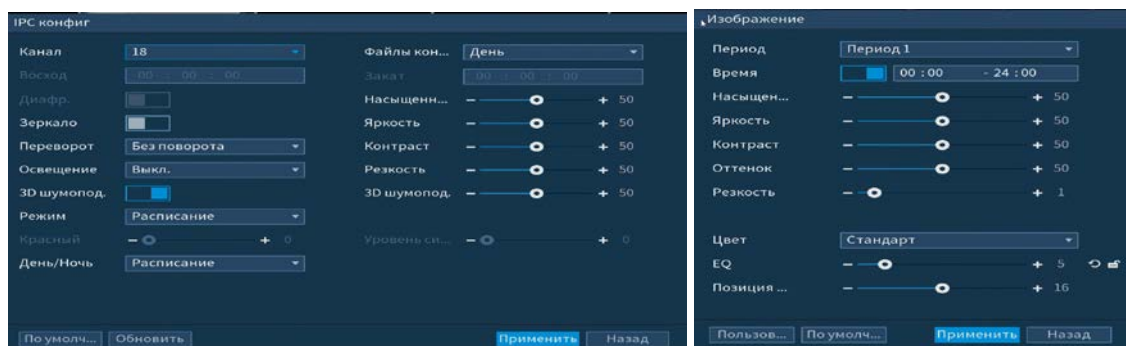 IPC конфиг
Канал 18 Файлы кон... День
Восход 00 : 00 : 00 Закат 00 : 00 : 00
Диафр. Насыщенн... 50
Зеркало Яркость 50
Переворот Без поворота Контраст 50
Освещение Выкл. Резкость 50
3D шумопод. 3D шумопод. 50
Режим Расписание
Красный 0 Уровень си... 0
День/Ночь Расписание
По умолч... Обновить Применить Назад
Изображение
Период Период 1
Время 00 : 00 - 24 : 00
Насыщен... 50
Яркость 50
Контраст 50
Оттенок 50
Резкость 1
Цвет Стандарт
EQ 5
Позиция ... 16
Пользов... По умолч... Применить Назад